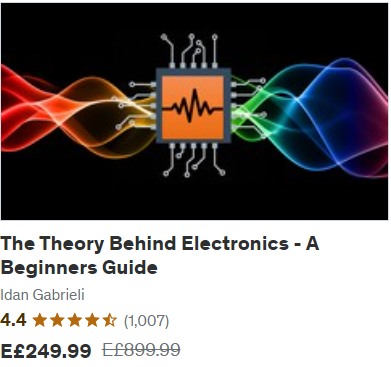 The Theory Behind Electronics - A
Beginners Guide
Idan Gabrieli
4.4 (1,007)
E£249.99 E£899.99